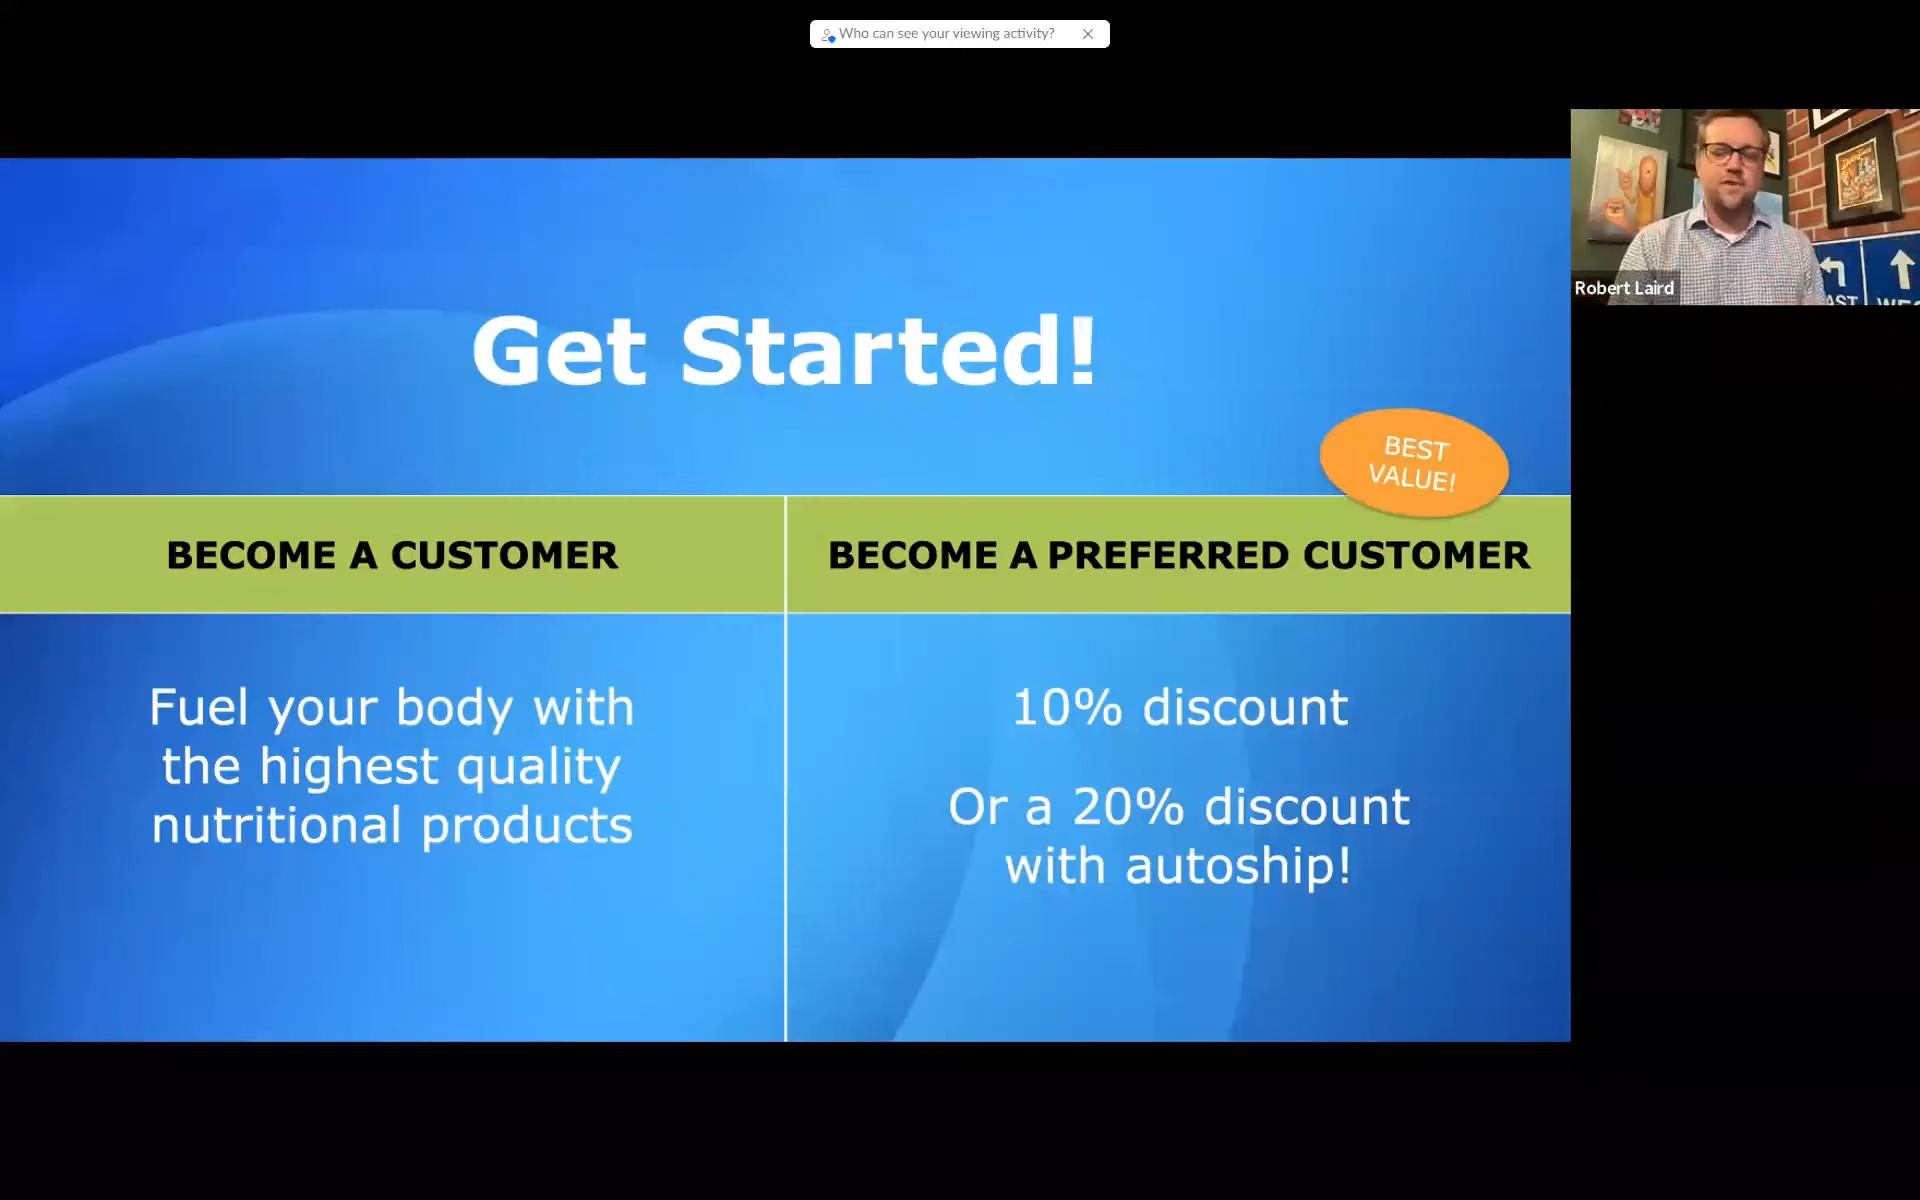 Who can see your viewing activity?
Robert Laird
Get Started!
BEST
VALUE!
BECOME A CUSTOMER
BECOME A PREFERRED CUSTOMER
Fuel your body with
the highest quality
nutritional products
10% discount
Or a 20% discount
with autoship!